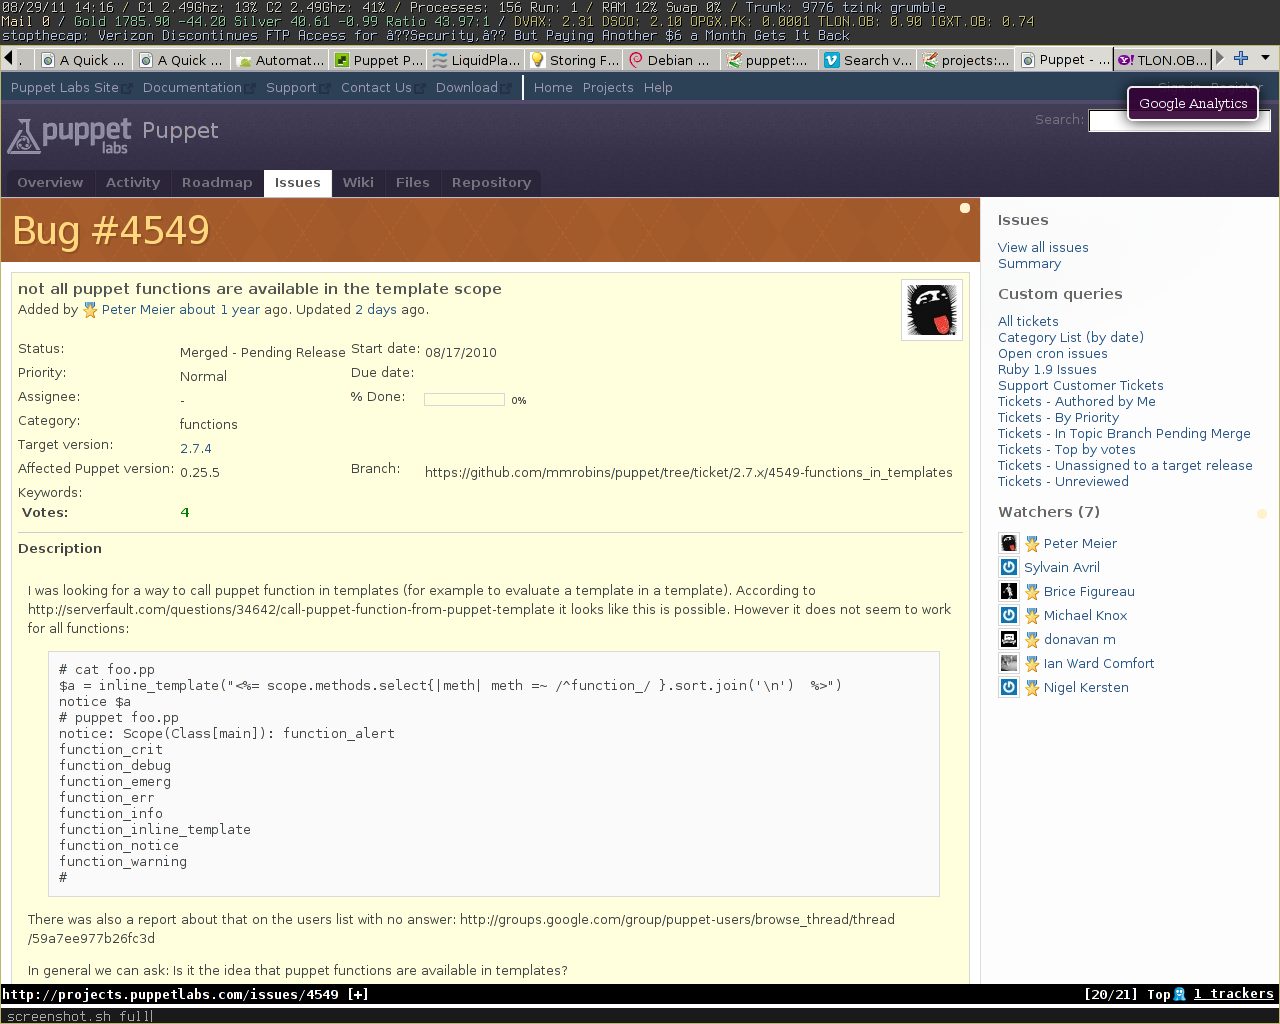 08/29/11 14:16 / C1 2.49Ghz: 13% C2 2.49Ghz: 41% / Processes: 156 Run: 1 / RAM 12% Swap 0% / Trunk: 9776 tzink grumble
Mail 0 / Gold 1785.90 -44.20 Silver 40.61 -0.99 Ratio 43.97:1 / DVAX: 2.31 DSCO: 2.10 OPGX.PK: 0.0001 TLON.OB: 0.90 IGXT.OB: 0.74
stopthecap: Verizon Discontinues FTP Access for â??Security,â?? But Paying Another $6 a Month Gets It Back
. A Quick ... A Quick ... Automat... Puppet P... LiquidPla... Storing F... Debian ... puppet:... Search v... projects:... Puppet - ... TLON.OB...
Puppet Labs Site Documentation Support Contact Us Download Home Projects Help Sign in Register
Google Analytics
puppet labs Puppet
Search:
Overview Activity Roadmap Issues Wiki Files Repository
Bug #4549
not all puppet functions are available in the template scope
Added by Peter Meier about 1 year ago. Updated 2 days ago.
Status: Merged - Pending Release Start date: 08/17/2010
Priority: Normal Due date:
Assignee: - % Done: 0%
Category: functions
Target version: 2.7.4
Affected Puppet version: 0.25.5 Branch: https://github.com/mmrobins/puppet/tree/ticket/2.7.x/4549-functions_in_templates
Keywords:
Votes: 4
Description
I was looking for a way to call puppet function in templates (for example to evaluate a template in a template). According to
http://serverfault.com/questions/34642/call-puppet-function-from-puppet-template it looks like this is possible. However it does not seem to work
for all functions:
# cat foo.pp
$a = inline_template("<%= scope.methods.select{|meth| meth =~ /^function_/ }.sort.join('\n')  %>")
notice $a
# puppet foo.pp
notice: Scope(Class[main]): function_alert
function_crit
function_debug
function_emerg
function_err
function_info
function_inline_template
function_notice
function_warning
#
There was also a report about that on the users list with no answer: http://groups.google.com/group/puppet-users/browse_thread/thread
/59a7ee977b26fc3d
In general we can ask: Is it the idea that puppet functions are available in templates?
Issues
View all issues
Summary
Custom queries
All tickets
Category List (by date)
Open cron issues
Ruby 1.9 Issues
Support Customer Tickets
Tickets - Authored by Me
Tickets - By Priority
Tickets - In Topic Branch Pending Merge
Tickets - Top by votes
Tickets - Unassigned to a target release
Tickets - Unreviewed
Watchers (7)
Peter Meier
Sylvain Avril
Brice Figureau
Michael Knox
donavan m
Ian Ward Comfort
Nigel Kersten
http://projects.puppetlabs.com/issues/4549 [+] [20/21] Top 1 trackers
screenshot.sh full